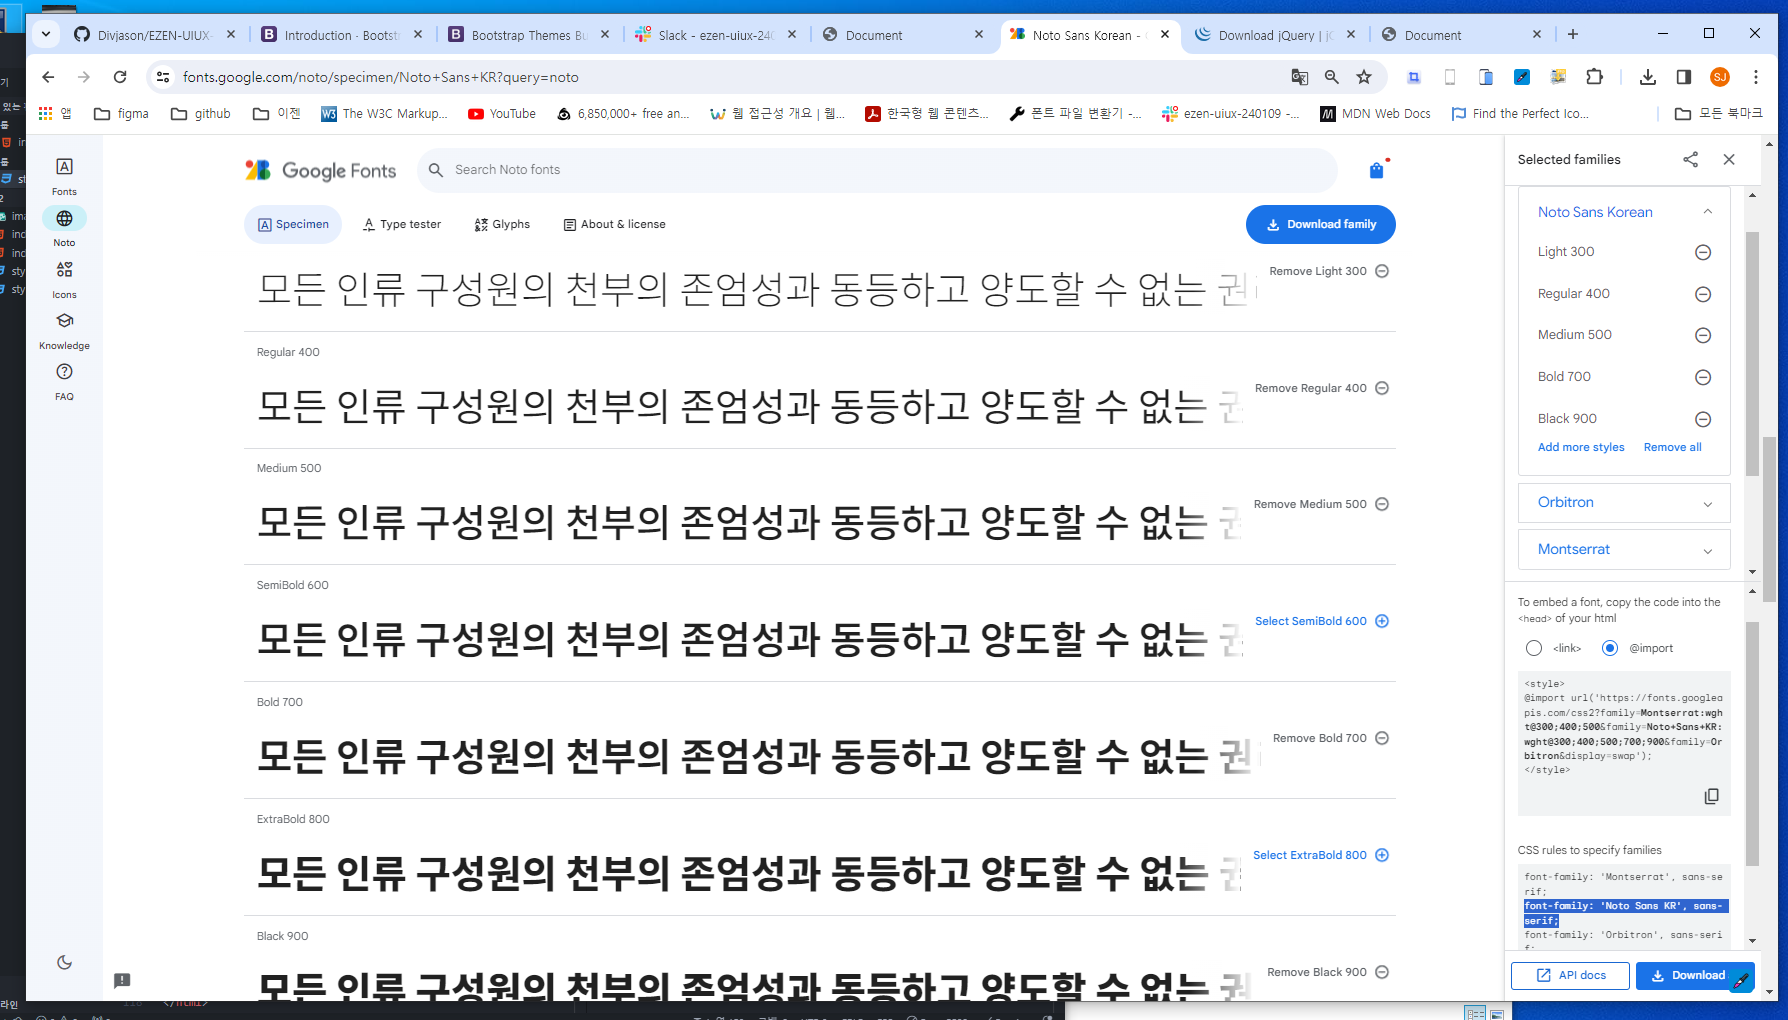 Divjason/EZEN-UIUX-
Introduction · Bootst
Bootstrap Themes Bu
Slack - ezen-uiux-240
Document
Noto Sans Korean -
Download jQuery | jQ
Document
fonts.google.com/noto/specimen/Noto+Sans+KR?query=noto
SJ
앱
figma
github
이젠
The W3C Markup...
YouTube
6,850,000+ free an...
웹 접근성 개요 | 웹...
한국형 웹 콘텐츠...
폰트 파일 변환기 -...
ezen-uiux-240109 -...
MDN Web Docs
Find the Perfect Ico...
모든 북마크
Fonts
Noto
Icons
Knowledge
FAQ
Google Fonts
Search Noto fonts
Specimen
Type tester
Glyphs
About & license
Download family
모든 인류 구성원의 천부의 존엄성과 동등하고 양도할 수 없는 권
Remove Light 300
Regular 400
모든 인류 구성원의 천부의 존엄성과 동등하고 양도할 수 없는 권
Remove Regular 400
Medium 500
모든 인류 구성원의 천부의 존엄성과 동등하고 양도할 수 없는 권
Remove Medium 500
SemiBold 600
모든 인류 구성원의 천부의 존엄성과 동등하고 양도할 수 없는 권
Select SemiBold 600
Bold 700
모든 인류 구성원의 천부의 존엄성과 동등하고 양도할 수 없는 권
Remove Bold 700
ExtraBold 800
모든 인류 구성원의 천부의 존엄성과 동등하고 양도할 수 없는 권
Select ExtraBold 800
Black 900
모든 인류 구성원의 천부의 존엄성과 동등하고 양도할 수 없는 권
Remove Black 900
Selected families
Noto Sans Korean
Light 300
Regular 400
Medium 500
Bold 700
Black 900
Add more styles
Remove all
Orbitron
Montserrat
To embed a font, copy the code into the
<head> of your html
<link>
@import
<style>
@import url('https://fonts.googlea
pis.com/css2?family=Montserrat:wgh
t@300;400;500&family=Noto+Sans+KR:
wght@300;400;500;700;900&family=Or
bitron&display=swap');
</style>
CSS rules to specify families
font-family: 'Montserrat', sans-se
rif;
font-family: 'Noto Sans KR', sans-
serif;
font-family: 'Orbitron', sans-seri
f;
API docs
Download